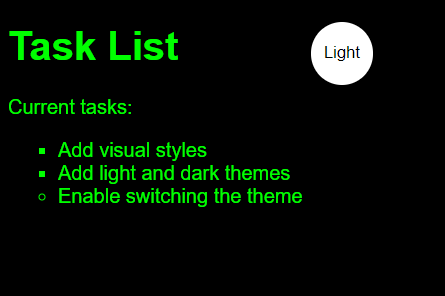 Task List
Light
Current tasks:
Add visual styles
Add light and dark themes
Enable switching the theme